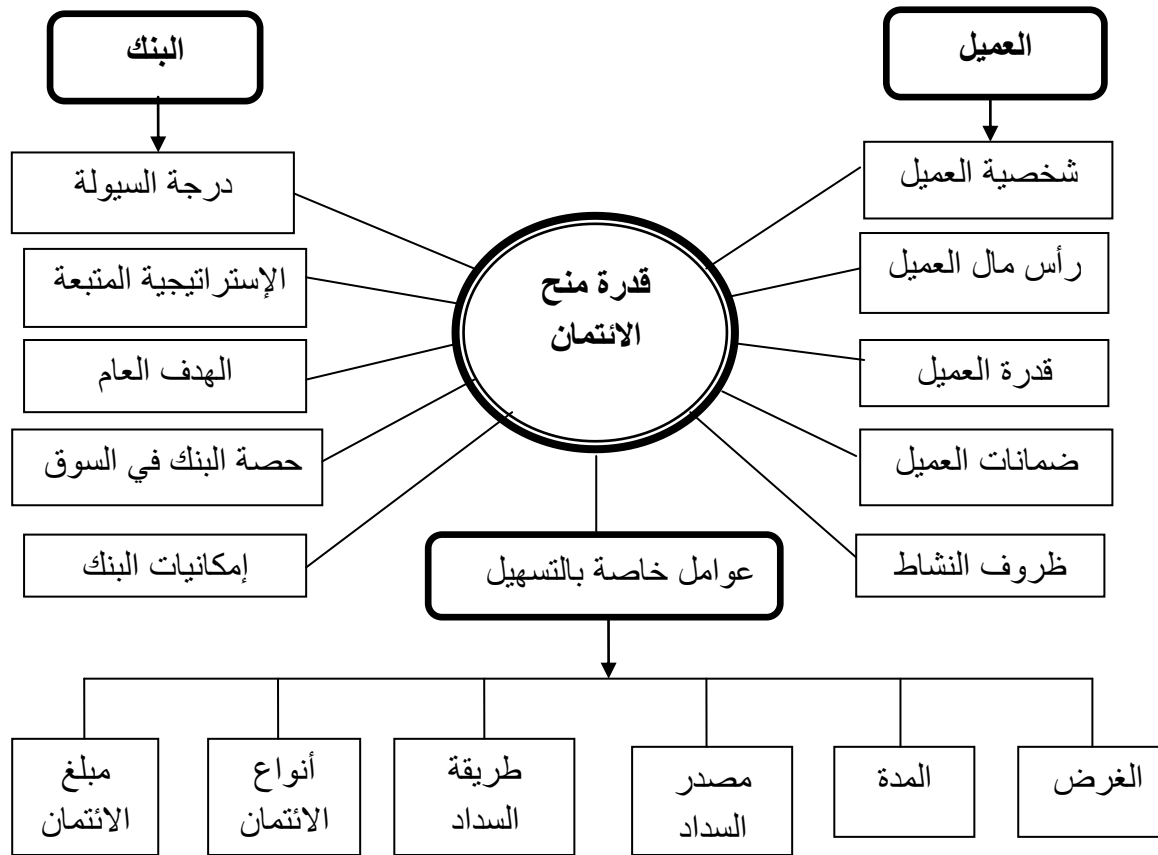 العميل
البنك
شخصية العميل
درجة السيولة
قدرة منح
الائتمان
رأس مال العميل
الإستراتيجية المتبعة
قدرة العميل
الهدف العام
ضمانات العميل
حصة البنك في السوق
ظروف النشاط
عوامل خاصة بالتسهيل
إمكانيات البنك
الغرض
المدة
مصدر
السداد
طريقة
السداد
أنواع
الائتمان
مبلغ
الائتمان